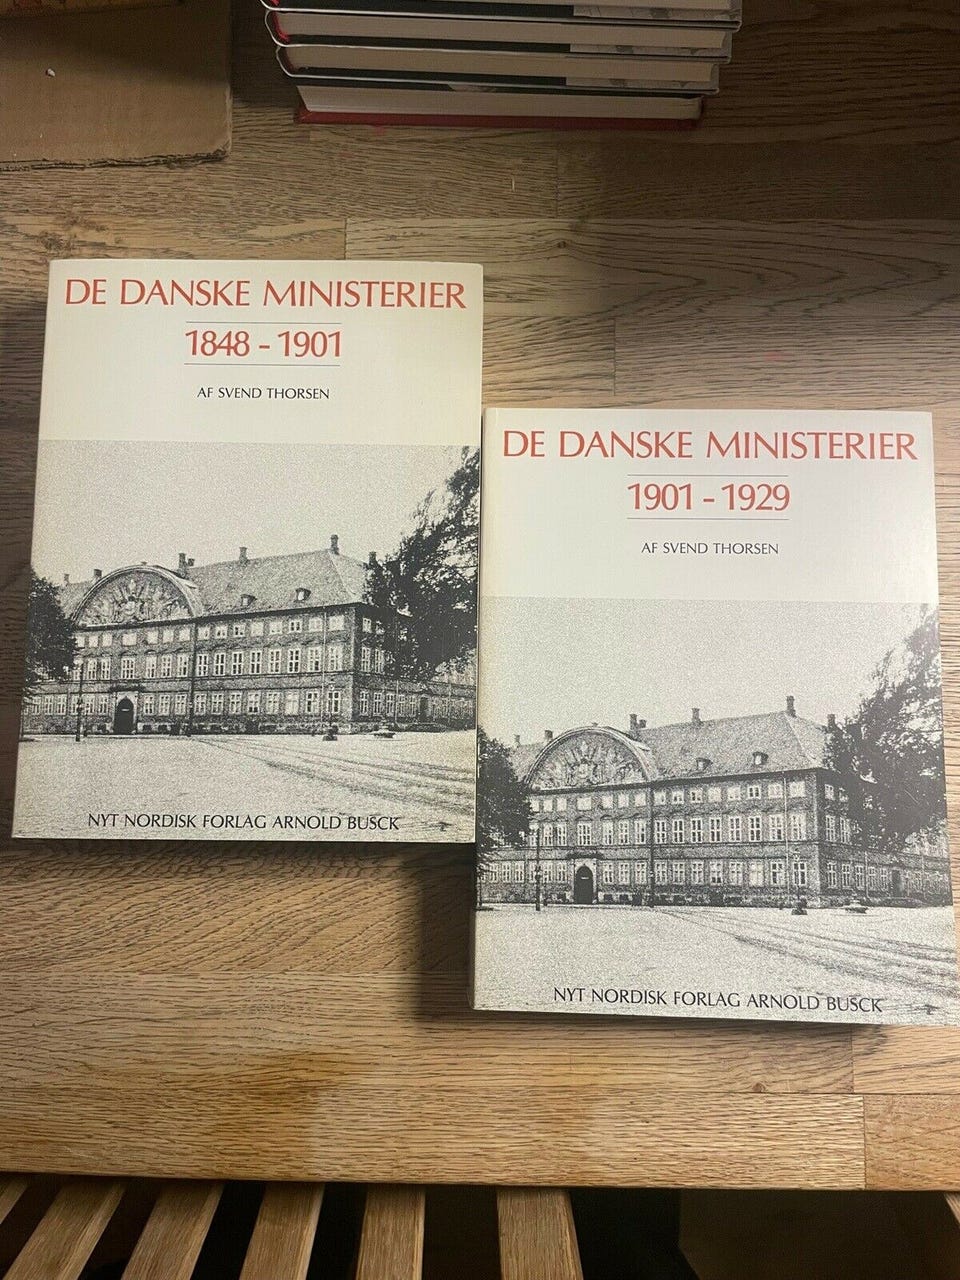 DE DANSKE MINISTERIER
1848 - 1901
AF SVEND THORSEN
NYT NORDISK FORLAG ARNOLD BUSCK
DE DANSKE MINISTERIER
1901 - 1929
AF SVEND THORSEN
NYT NORDISK FORLAG ARNOLD BUSCK